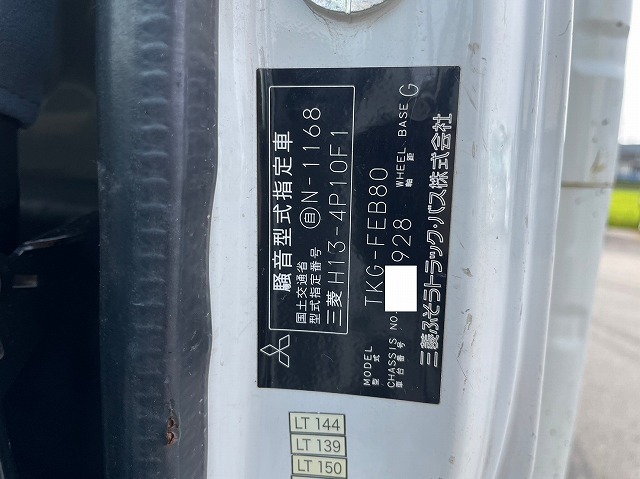 騒音型式指定車
国土交通省
型式指定番号 自N-1168
三菱 H13-4P10F1
MODEL
型式 TKG-FEB80
CHASSIS NO. 928 WHEEL BASE G
車台番号 軸距
三菱ふそうトラック・バス株式会社
LT 144
LT 139
LT 150